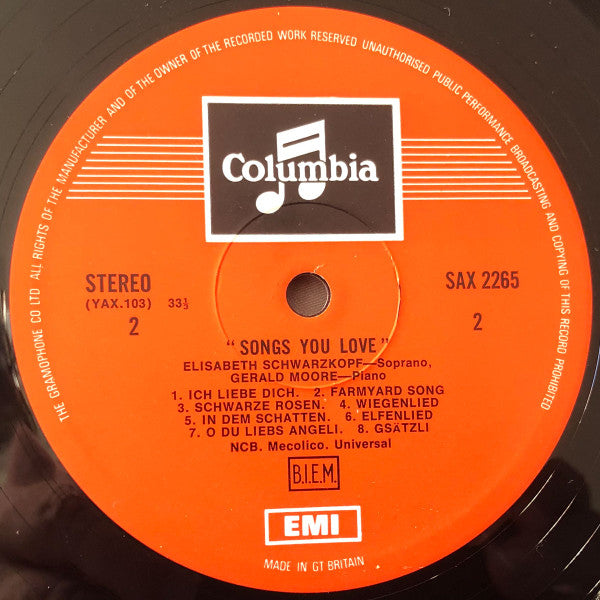 THE GRAMOPHONE CO LTD ALL RIGHTS OF THE MANUFACTURER AND OF THE OWNER OF THE RECORDED WORK RESERVED UNAUTHORISED PUBLIC PERFORMANCE BROADCASTING AND COPYING OF THIS RECORD PROHIBITED
Columbia
STEREO
(YAX.103) 33⅓
2
SAX 2265
2
"SONGS YOU LOVE"
ELISABETH SCHWARZKOPF—Soprano,
GERALD MOORE—Piano
1. ICH LIEBE DICH. 2. FARMYARD SONG
3. SCHWARZE ROSEN. 4. WIEGENLIED
5. IN DEM SCHATTEN. 6. ELFENLIED
7. O DU LIEBS ANGELI. 8. GSÄTZLI
NCB. Mecolico. Universal
B.I.E.M.
EMI
MADE IN GT BRITAIN